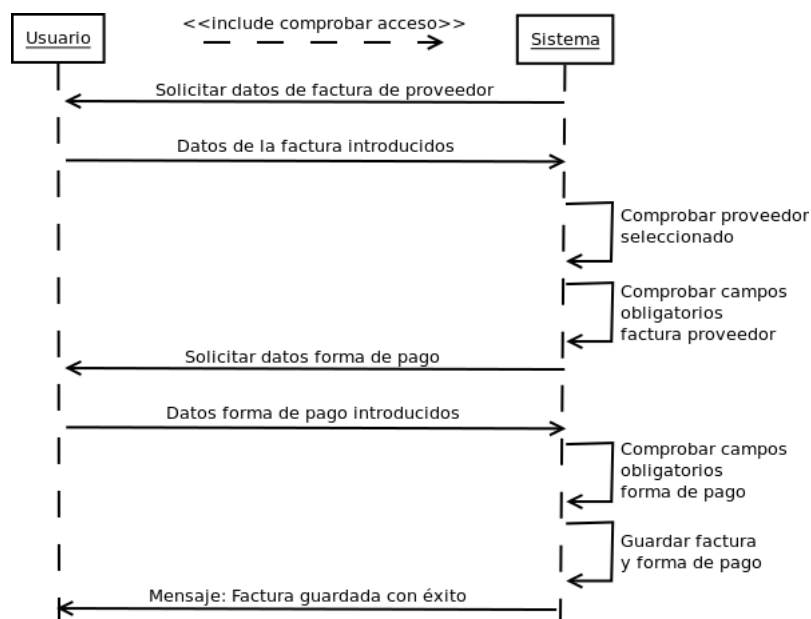 Usuario
<<include comprobar acceso>>
Sistema
Solicitar datos de factura de proveedor
Datos de la factura introducidos
Comprobar proveedor
seleccionado
Comprobar campos
obligatorios
factura proveedor
Solicitar datos forma de pago
Datos forma de pago introducidos
Comprobar campos
obligatorios
forma de pago
Guardar factura
y forma de pago
Mensaje: Factura guardada con éxito